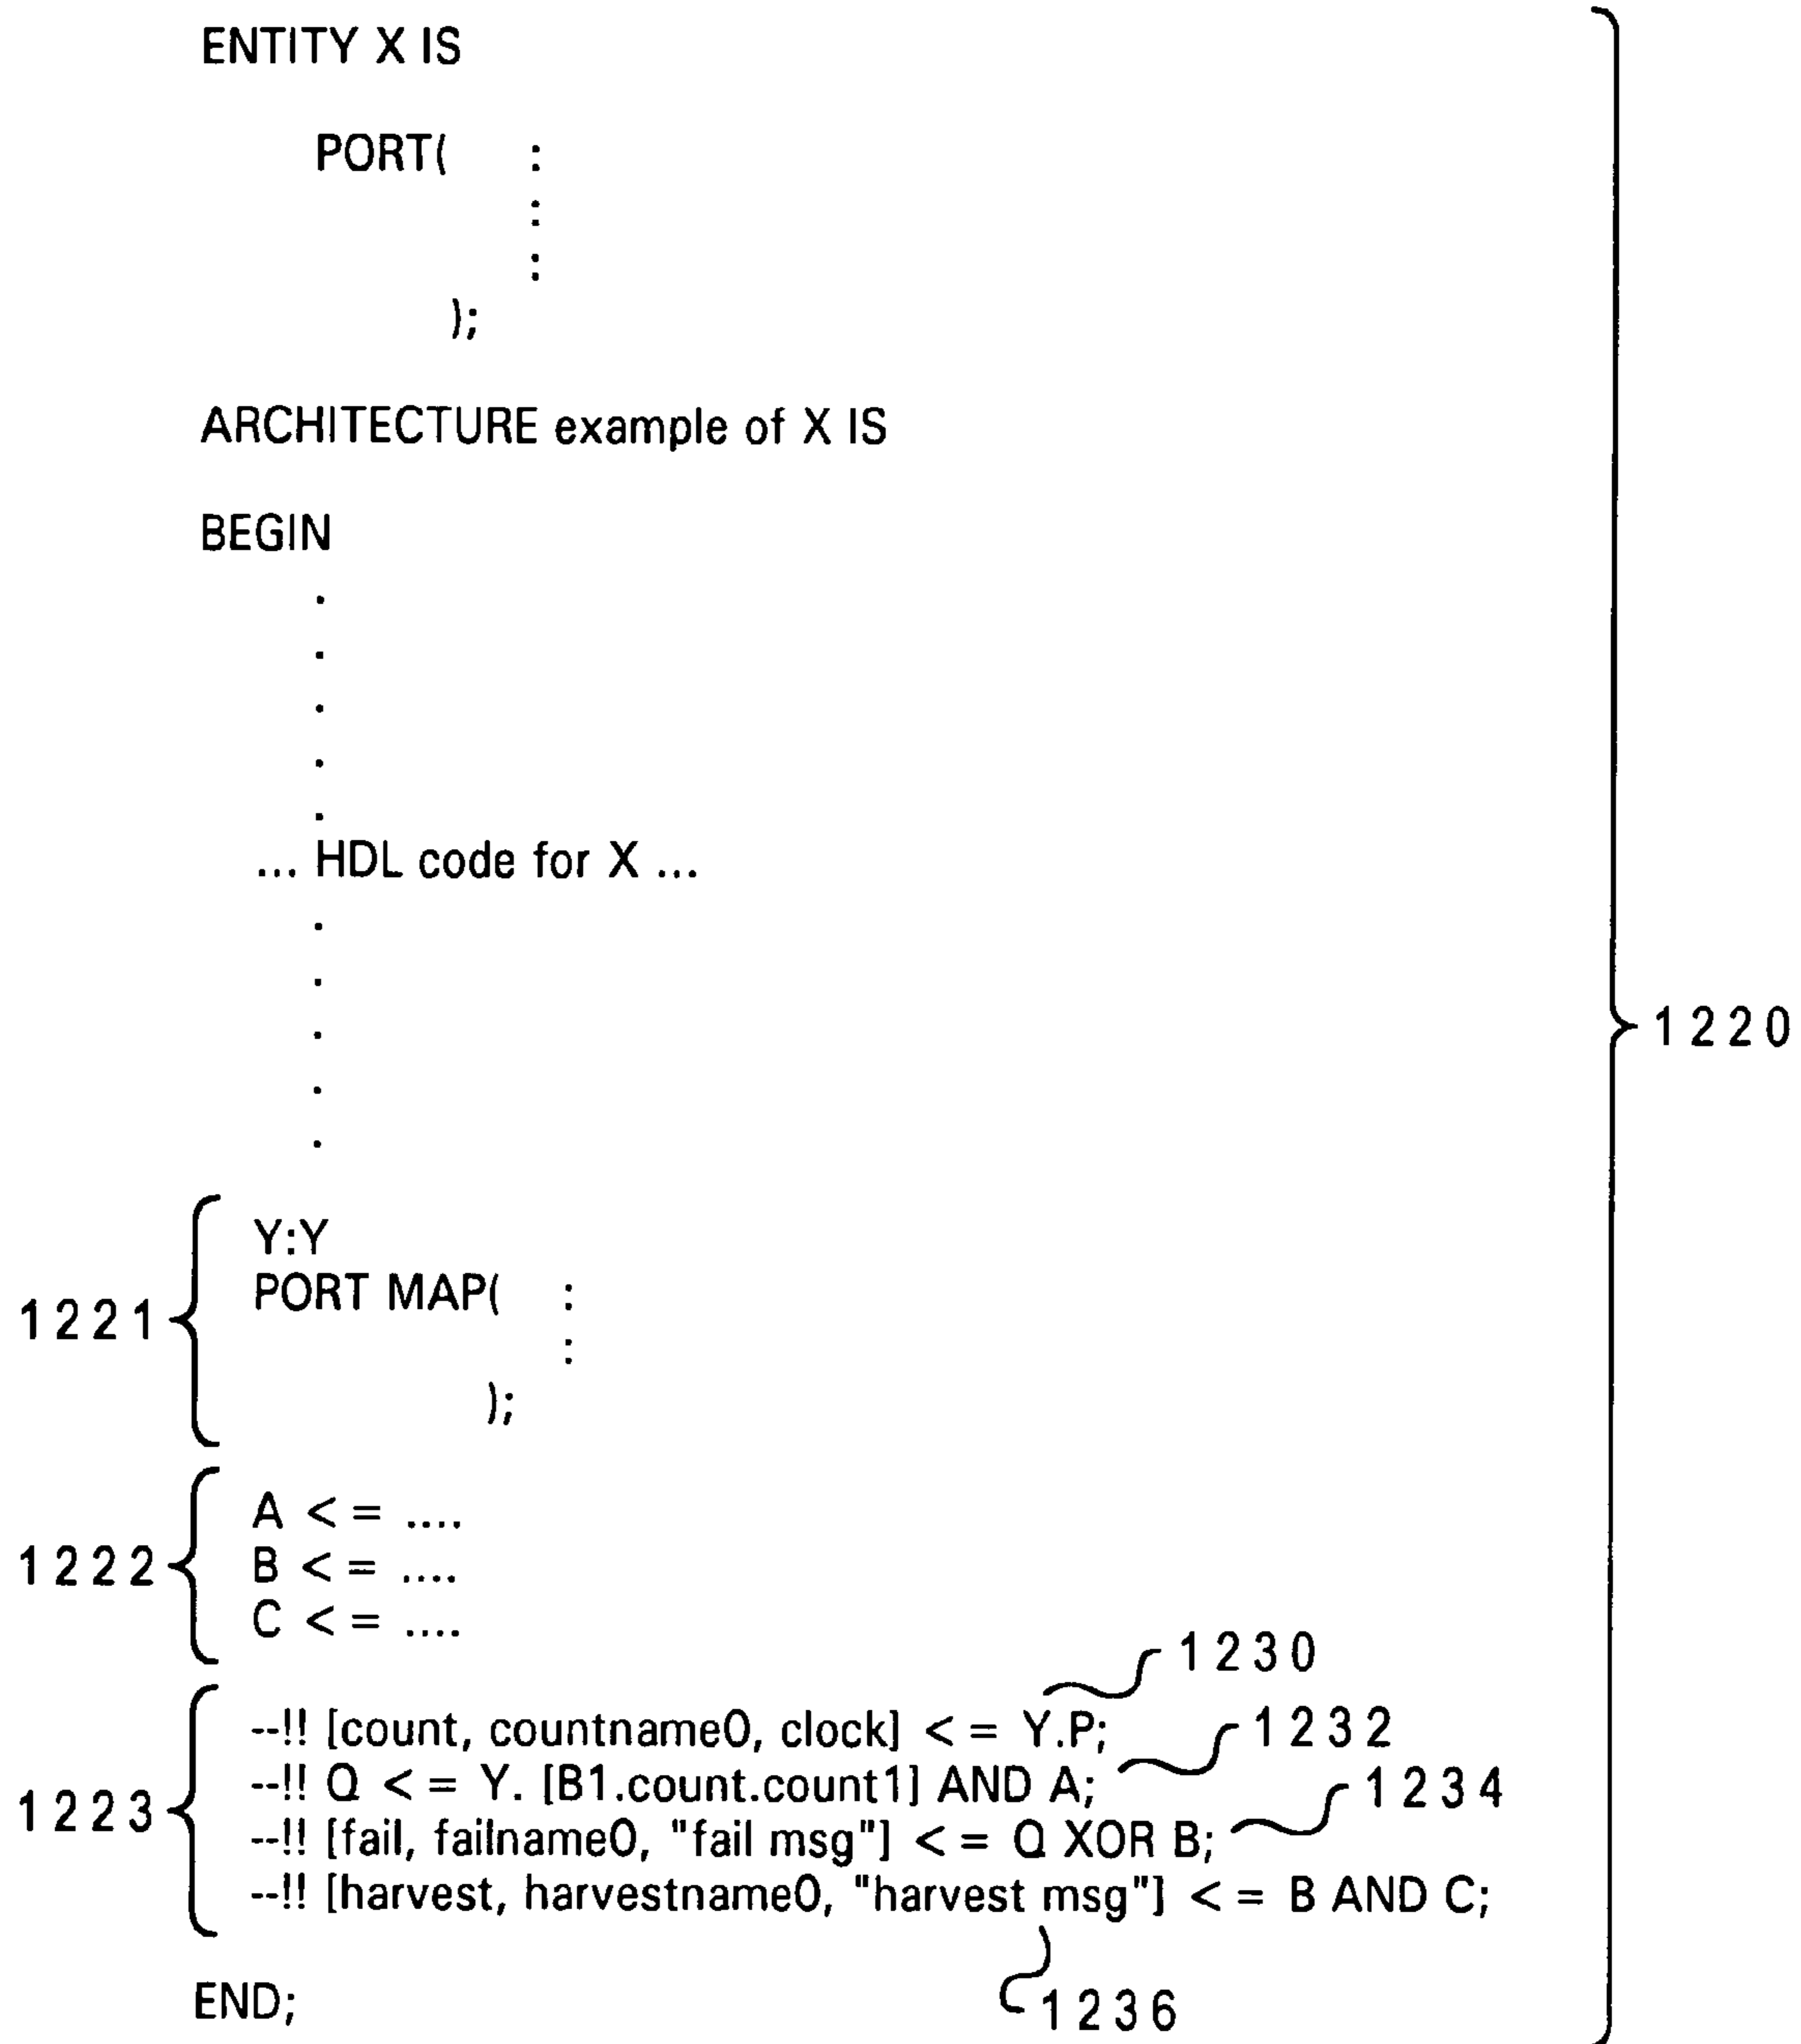 ENTITY X IS
PORT( :
:
:
);
ARCHITECTURE example of X IS
BEGIN
.
.
.
.
.
... HDL code for X ...
.
.
.
.
.
1220
Y:Y
PORT MAP( :
:
);
1221
A <= ....
B <= ....
C <= ....
1222
1230
--!! [count, countname0, clock] <= Y.P;
1232
--!! Q <= Y. [B1.count.count1] AND A;
1234
--!! [fail, failname0, "fail msg"] <= Q XOR B;
--!! [harvest, harvestname0, "harvest msg"] <= B AND C;
1223
1236
END;